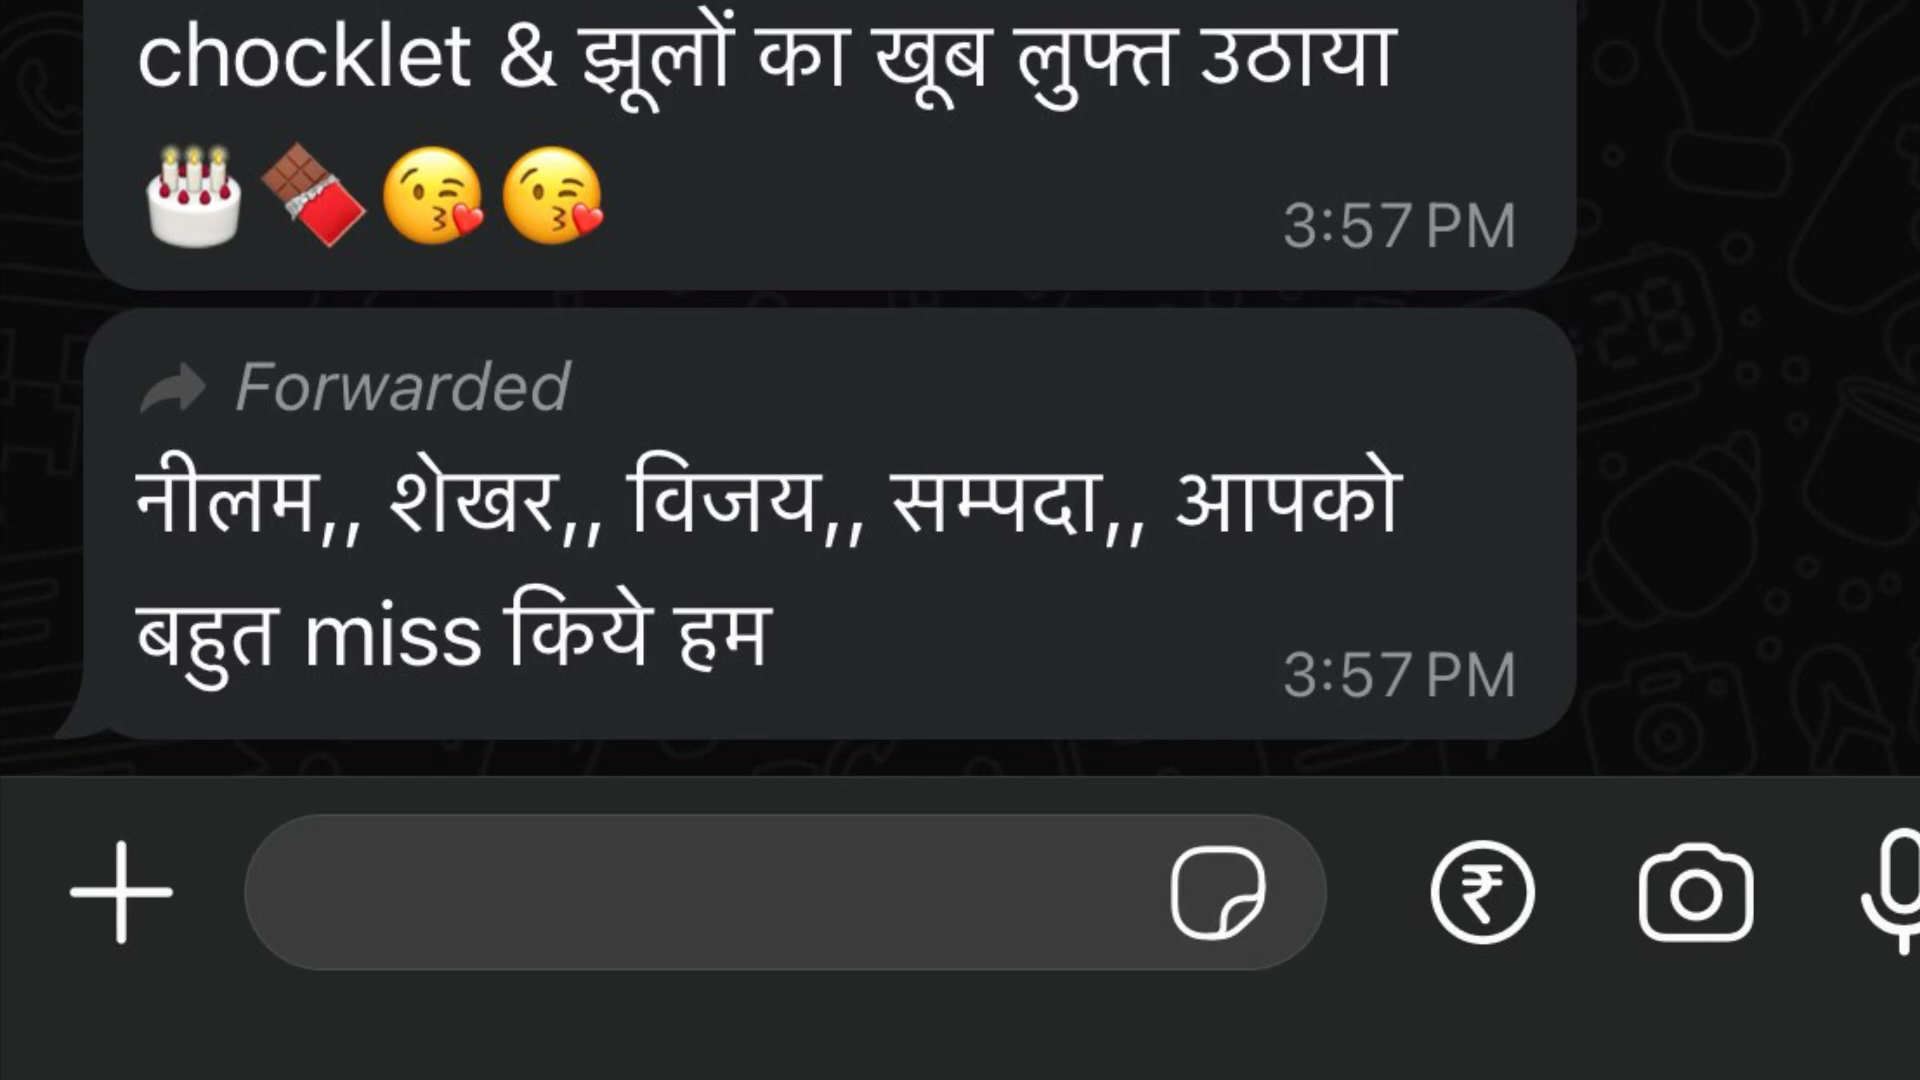 chocklet & झूलों का खूब लुफ्त उठाया
🎂🍫😘😘
3:57 PM
Forwarded
नीलम,, शेखर,, विजय,, सम्पदा,, आपको
बहुत miss किये हम
3:57 PM